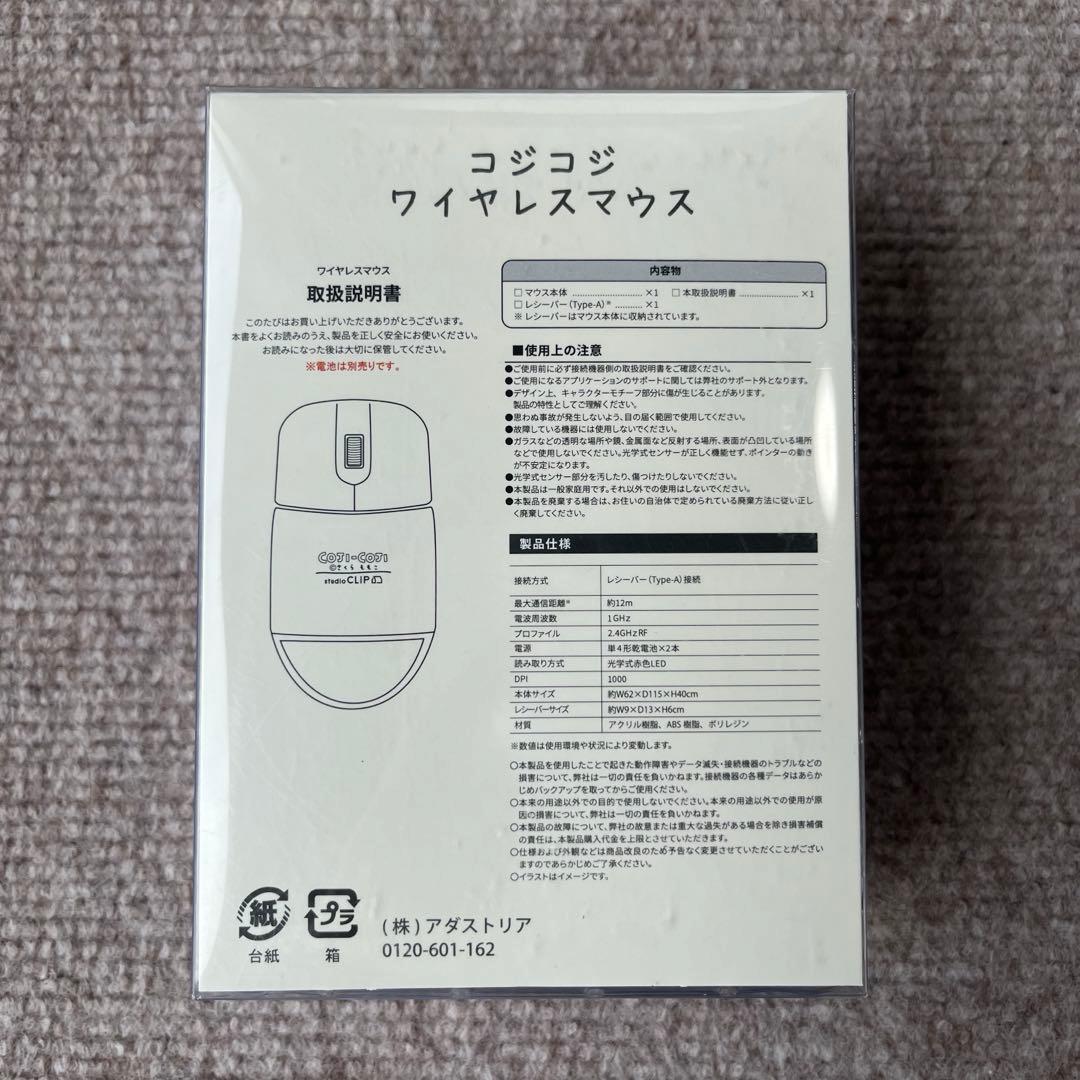 コジコジ
ワイヤレスマウス
ワイヤレスマウス
取扱説明書
このたびはお買い上げいただきありがとうございます。
本書をよくお読みのうえ、製品を正しく安全にお使いください。
お読みになった後は大切に保管してください。
※電池は別売りです。
COJI-COJI
©さくらももこ
studio CLIP
内容物
□ マウス本体 ........................ ×1 □ 本取扱説明書 ..................... ×1
□ レシーバー(Type-A)※ .......... ×1
※ レシーバーはマウス本体に収納されています。
■使用上の注意
●ご使用前に必ず接続機器側の取扱説明書をご確認ください。
●ご使用になるアプリケーションのサポートに関しては弊社のサポート外となります。
●デザイン上、キャラクターモチーフ部分に傷が生じることがあります。
製品の特性としてご理解ください。
●思わぬ事故が発生しないよう、目の届く範囲で使用してください。
●故障している機器には使用しないでください。
●ガラスなどの透明な場所や鏡、金属面など反射する場所、表面が凸凹している場所
などで使用しないでください。光学式センサーが正しく機能せず、ポインターの動き
が不安定になります。
●光学式センサー部分を汚したり、傷つけたりしないでください。
●本製品は一般家庭用です。それ以外での使用はしないでください。
●本製品を廃棄する場合は、お住いの自治体で定められている廃棄方法に従い正し
く廃棄してください。
製品仕様
接続方式 レシーバー(Type-A)接続
最大通信距離※ 約12m
電波周波数 1GHz
プロファイル 2.4GHzRF
電源 単4形乾電池×2本
読み取り方式 光学式赤色LED
DPI 1000
本体サイズ 約W62×D115×H40cm
レシーバーサイズ 約W9×D13×H6cm
材質 アクリル樹脂、ABS樹脂、ポリレジン
※数値は使用環境や状況により変動します。
○本製品を使用したことで起きた動作障害やデータ滅失・接続機器のトラブルなどの
損害について、弊社は一切の責任を負いかねます。接続機器の各種データはあらか
じめバックアップを取ってからご使用ください。
○本来の用途以外での目的で使用しないでください。本来の用途以外での使用が原
因の損害について、弊社は一切の責任を負いかねます。
○本製品の故障について、弊社の故意または重大な過失がある場合を除き損害補償
の責任は、本製品購入代金を上限とさせていただきます。
○仕様および外観などは商品改良のため予告なく変更させていただくことがござい
ますのであらかじめご了承ください。
○イラストはイメージです。
紙
台紙
プラ
箱
(株)アダストリア
0120-601-162